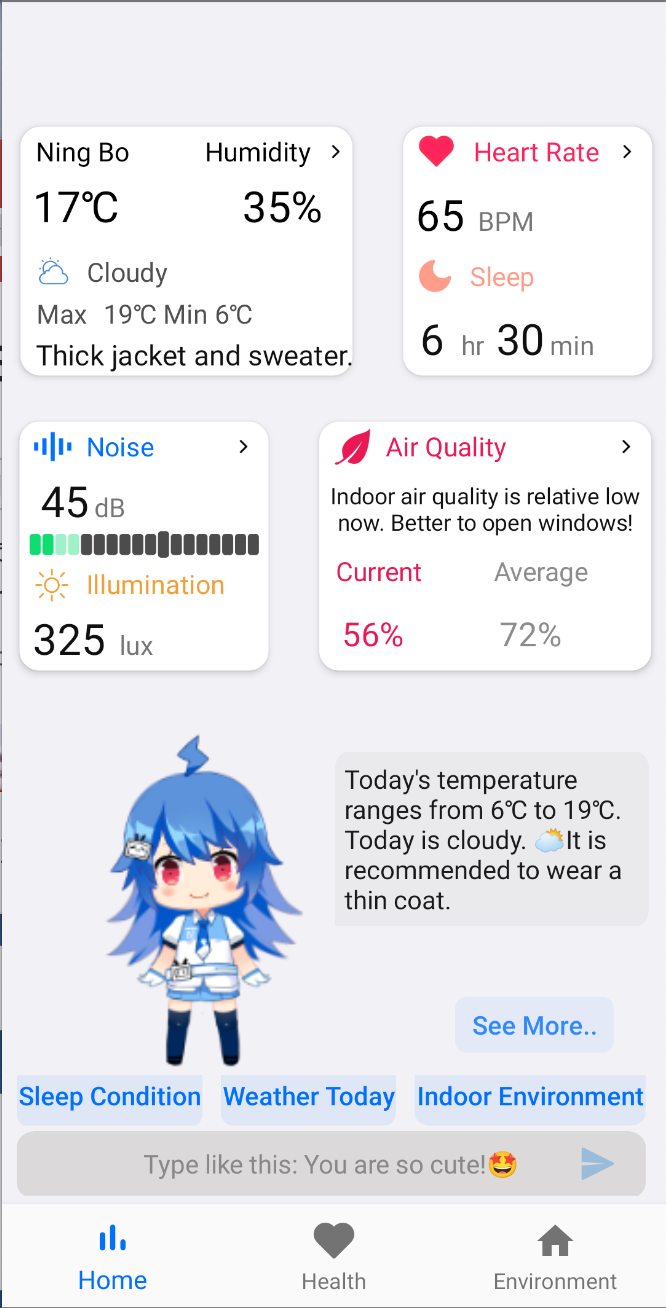 Ning Bo Humidity
17℃ 35%
Cloudy
Max 19℃ Min 6℃
Thick jacket and sweater.
Heart Rate
65 BPM
Sleep
6 hr 30 min
Noise
45 dB
Illumination
325 lux
Air Quality
Indoor air quality is relative low
now. Better to open windows!
Current Average
56% 72%
Today's temperature
ranges from 6℃ to 19℃.
Today is cloudy. 🌥️It is
recommended to wear a
thin coat.
See More..
Sleep Condition Weather Today Indoor Environment
Type like this: You are so cute!🤩
Home Health Environment